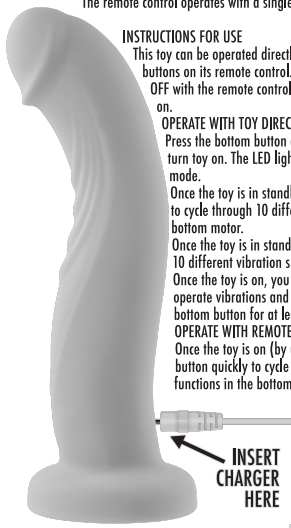 The remote control operates with a single
INSTRUCTIONS FOR USE
This toy can be operated directl
buttons on its remote control.
OFF with the remote control
on.
OPERATE WITH TOY DIREC
Press the bottom button
turn toy on. The LED ligh
mode.
Once the toy is in standl
to cycle through 10 diffe
bottom motor.
Once the toy is in stand
10 different vibration s
Once the toy is on, you
operate vibrations and
bottom button for at le
OPERATE WITH REMOTE
Once the toy is on (by
button quickly to cycle
functions in the bottom
INSERT
CHARGER
HERE